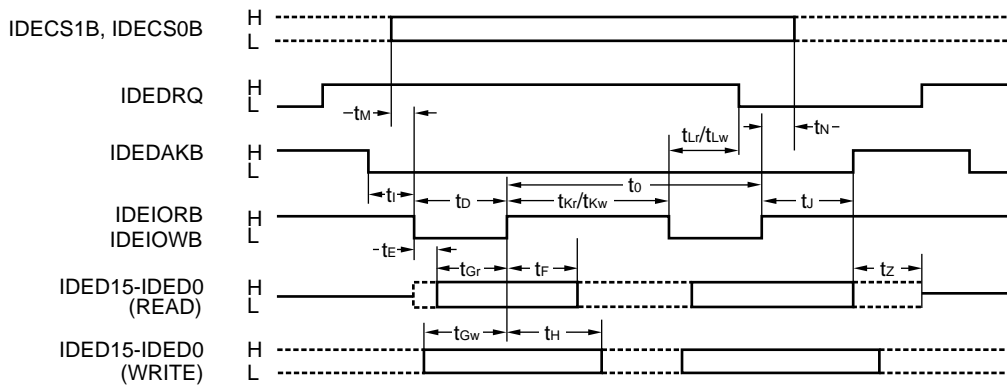 IDECS1B, IDECS0B H
L
IDEDRQ H
L
tM
tLr/tLw
tN
IDEDAKB H
L
tI
tD
t0
tKr/tKw
tJ
IDEIORB H
IDEIOWB L
tE
tGr
tF
tZ
IDED15-IDED0 H
(READ) L
tGw
tH
IDED15-IDED0 H
(WRITE) L